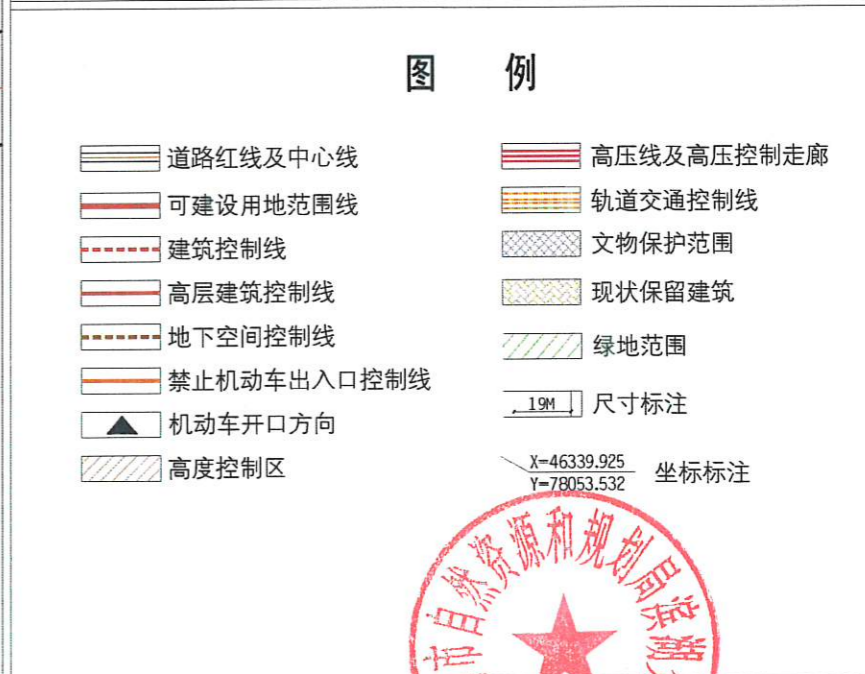 图 例
道路红线及中心线
可建设用地范围线
建筑控制线
高层建筑控制线
地下空间控制线
禁止机动车出入口控制线
机动车开口方向
高度控制区
高压线及高压控制走廊
轨道交通控制线
文物保护范围
现状保留建筑
绿地范围
19M 尺寸标注
X=46339.925
Y=78053.532
坐标标注
市自然资源和规划局滨湖